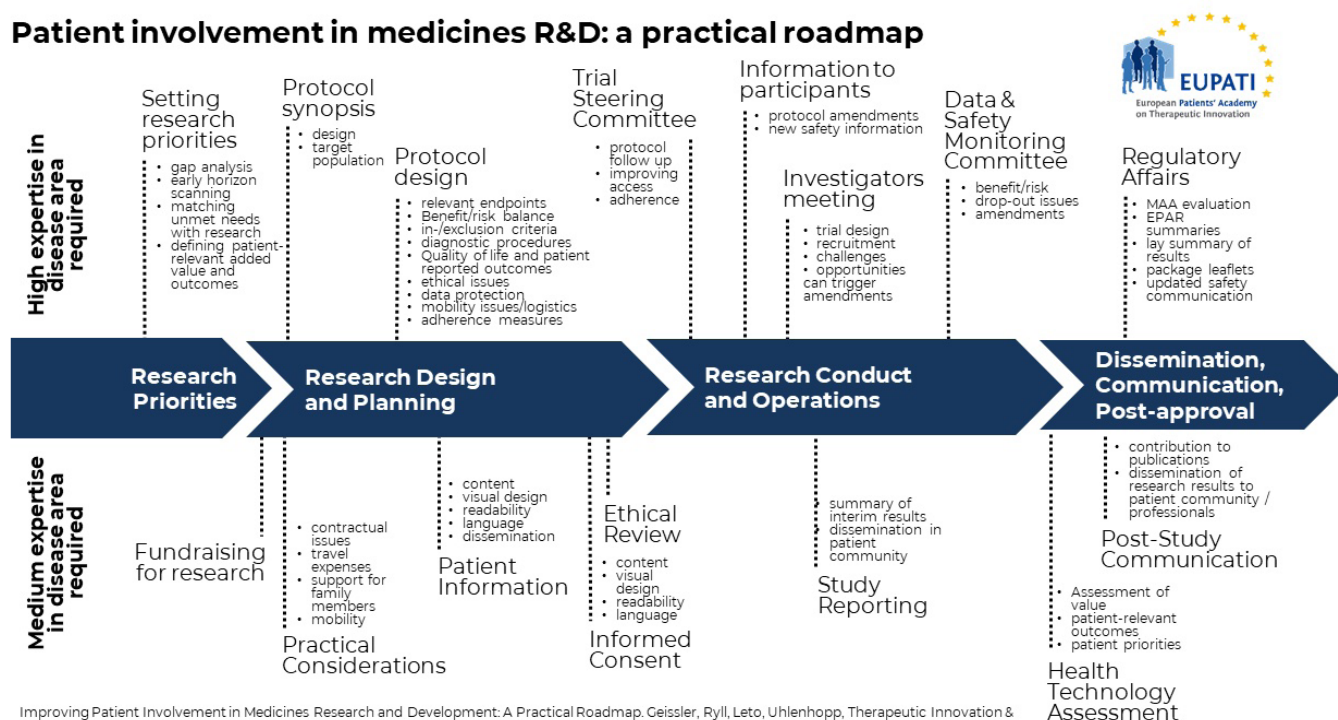 Patient involvement in medicines R&D: a practical roadmap
EUPATI
European Patients' Academy
on Therapeutic Innovation
High expertise in
disease area
required
Setting
research
priorities
• gap analysis
• early horizon
scanning
• matching
unmet needs
with research
• defining patient-
relevant added
value and
outcomes
Protocol
synopsis
• design
• target
population
Protocol
design
• relevant endpoints
• Benefit/risk balance
• in-/exclusion criteria
• diagnostic procedures
• Quality of life and patient
reported outcomes
• ethical issues
• data protection
• mobility issues/logistics
• adherence measures
Trial
Steering
Committee
• protocol
follow up
• improving
access
• adherence
Information to
participants
• protocol amendments
• new safety information
Investigators
meeting
• trial design
• recruitment
• challenges
• opportunities
can trigger
amendments
Data &
Safety
Monitoring
Committee
• benefit/risk
• drop-out issues
• amendments
Regulatory
Affairs
• MAA evaluation
• EPAR
summaries
• lay summary of
results
• package leaflets
• updated safety
communication
Research
Priorities
Research Design
and Planning
Research Conduct
and Operations
Dissemination,
Communication,
Post-approval
Medium expertise
in disease area
required
Fundraising
for research
• contractual
issues
• travel
expenses
• support for
family
members
• mobility
Practical
Considerations
• content
• visual design
• readability
• language
• dissemination
Patient
Information
Ethical
Review
• content
• visual
design
• readability
• language
Informed
Consent
• summary of
interim results
• dissemination in
patient
community
Study
Reporting
• contribution to
publications
• dissemination of
research results to
patient community /
professionals
Post-Study
Communication
• Assessment of
value
• patient-relevant
outcomes
• patient priorities
Health
Technology
Assessment
Improving Patient Involvement in Medicines Research and Development: A Practical Roadmap. Geissler, Ryll, Leto, Uhlenhopp, Therapeutic Innovation &